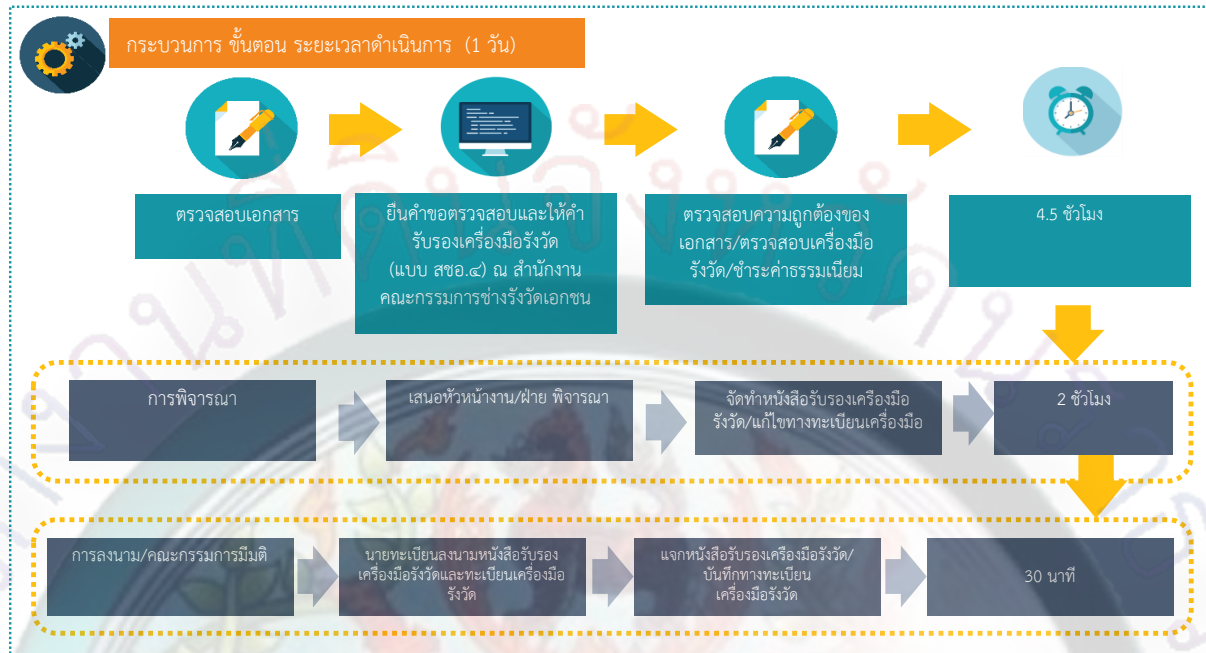 กระบวนการ ขั้นตอน ระยะเวลาดำเนินการ (1 วัน)
ตรวจสอบเอกสาร
ยื่นคำขอตรวจสอบและให้คำ
รับรองเครื่องมือรังวัด
(แบบ สชอ.๔) ณ สำนักงาน
คณะกรรมการช่างรังวัดเอกชน
ตรวจสอบความถูกต้องของ
เอกสาร/ตรวจสอบเครื่องมือ
รังวัด/ชำระค่าธรรมเนียม
4.5 ชั่วโมง
การพิจารณา
เสนอหัวหน้างาน/ฝ่าย พิจารณา
จัดทำหนังสือรับรองเครื่องมือ
รังวัด/แก้ไขทางทะเบียนเครื่องมือ
2 ชั่วโมง
การลงนาม/คณะกรรมการมีมติ
นายทะเบียนลงนามหนังสือรับรอง
เครื่องมือรังวัดและทะเบียนเครื่องมือ
รังวัด
แจกหนังสือรับรองเครื่องมือรังวัด/
บันทึกทางทะเบียน
เครื่องมือรังวัด
30 นาที